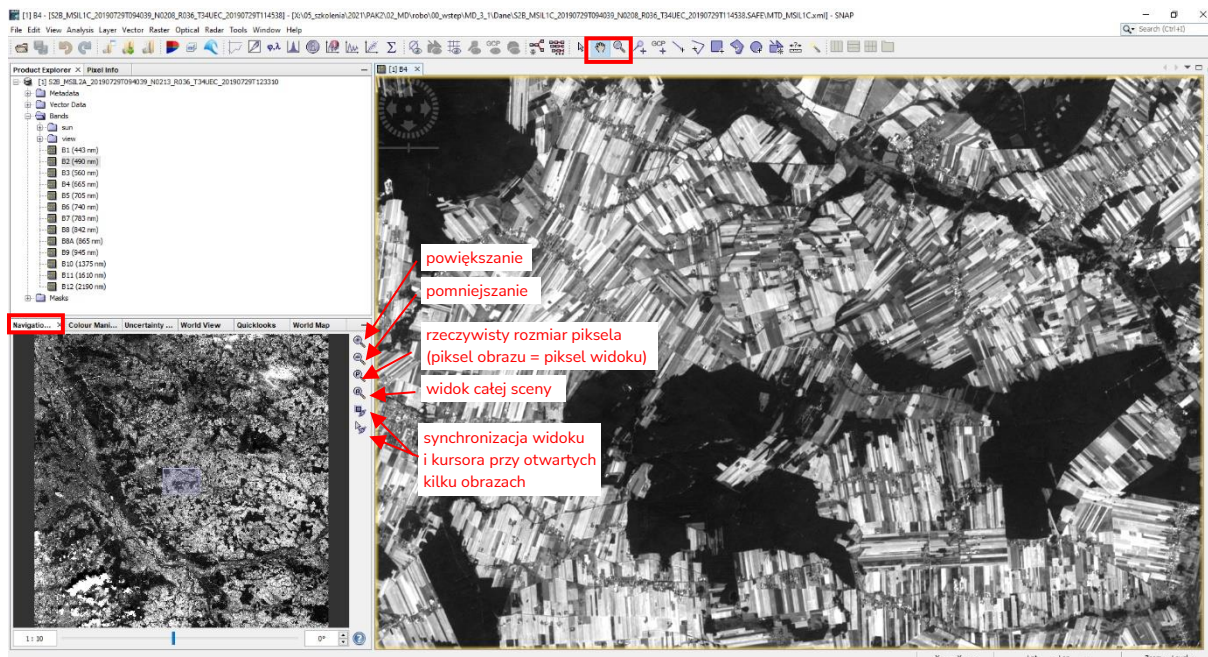 [1] B4 - [S2B_MSIL1C_20190729T094039_N0208_R036_T34UEC_20190729T114538] - [X:\05_szkolenia\2021\PAK2\02_MD\robo\00_wstep\MD_3_1\Dane\S2B_MSIL1C_20190729T094039_N0208_R036_T34UEC_20190729T114538.SAFE\MTD_MSIL1C.xml] - SNAP
File Edit View Analysis Layer Vector Raster Optical Radar Tools Window Help
Search (Ctrl+I)
GCP
GCP
Product Explorer Pixel Info
[1] B4
[1] S2B_MSIL2A_20190729T094039_N0213_R036_T34UEC_20190729T123310
Metadata
Vector Data
Bands
sun
view
B1 (443 nm)
B2 (490 nm)
B3 (560 nm)
B4 (665 nm)
B5 (705 nm)
B6 (740 nm)
B7 (783 nm)
B8 (842 nm)
B8A (865 nm)
B9 (945 nm)
B10 (1375 nm)
B11 (1610 nm)
B12 (2190 nm)
Masks
Navigatio... Colour Mani... Uncertainty ... World View Quicklooks World Map
powiększanie
pomniejszanie
rzeczywisty rozmiar piksela
(piksel obrazu = piksel widoku)
widok całej sceny
synchronizacja widoku
i kursora przy otwartych
kilku obrazach
1 : 10
0°